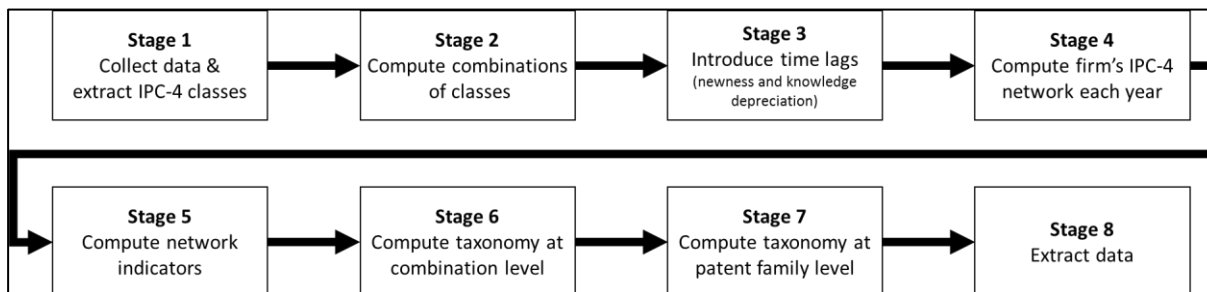 Stage 1
Collect data &
extract IPC-4 classes
Stage 2
Compute combinations
of classes
Stage 3
Introduce time lags
(newness and knowledge
depreciation)
Stage 4
Compute firm's IPC-4
network each year
Stage 5
Compute network
indicators
Stage 6
Compute taxonomy at
combination level
Stage 7
Compute taxonomy at
patent family level
Stage 8
Extract data